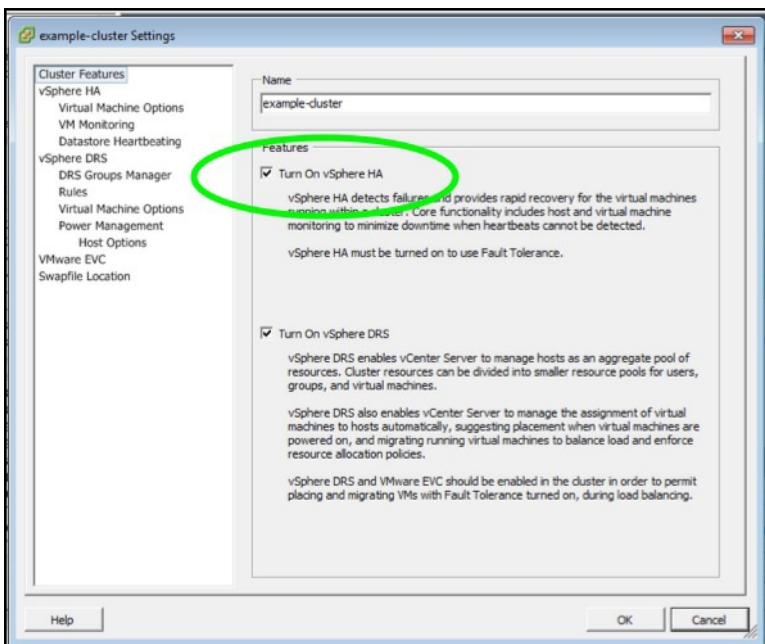 example-cluster Settings
Cluster Features
vSphere HA
Virtual Machine Options
VM Monitoring
Datastore Heartbeating
vSphere DRS
DRS Groups Manager
Rules
Virtual Machine Options
Power Management
Host Options
VMware EVC
Swapfile Location
Name
example-cluster
Features
Turn On vSphere HA
vSphere HA detects failures and provides rapid recovery for the virtual machines
running within a cluster. Core functionality includes host and virtual machine
monitoring to minimize downtime when heartbeats cannot be detected.
vSphere HA must be turned on to use Fault Tolerance.
Turn On vSphere DRS
vSphere DRS enables vCenter Server to manage hosts as an aggregate pool of
resources. Cluster resources can be divided into smaller resource pools for users,
groups, and virtual machines.
vSphere DRS also enables vCenter Server to manage the assignment of virtual
machines to hosts automatically, suggesting placement when virtual machines are
powered on, and migrating running virtual machines to balance load and enforce
resource allocation policies.
vSphere DRS and VMware EVC should be enabled in the cluster in order to permit
placing and migrating VMs with Fault Tolerance turned on, during load balancing.
Help
OK
Cancel